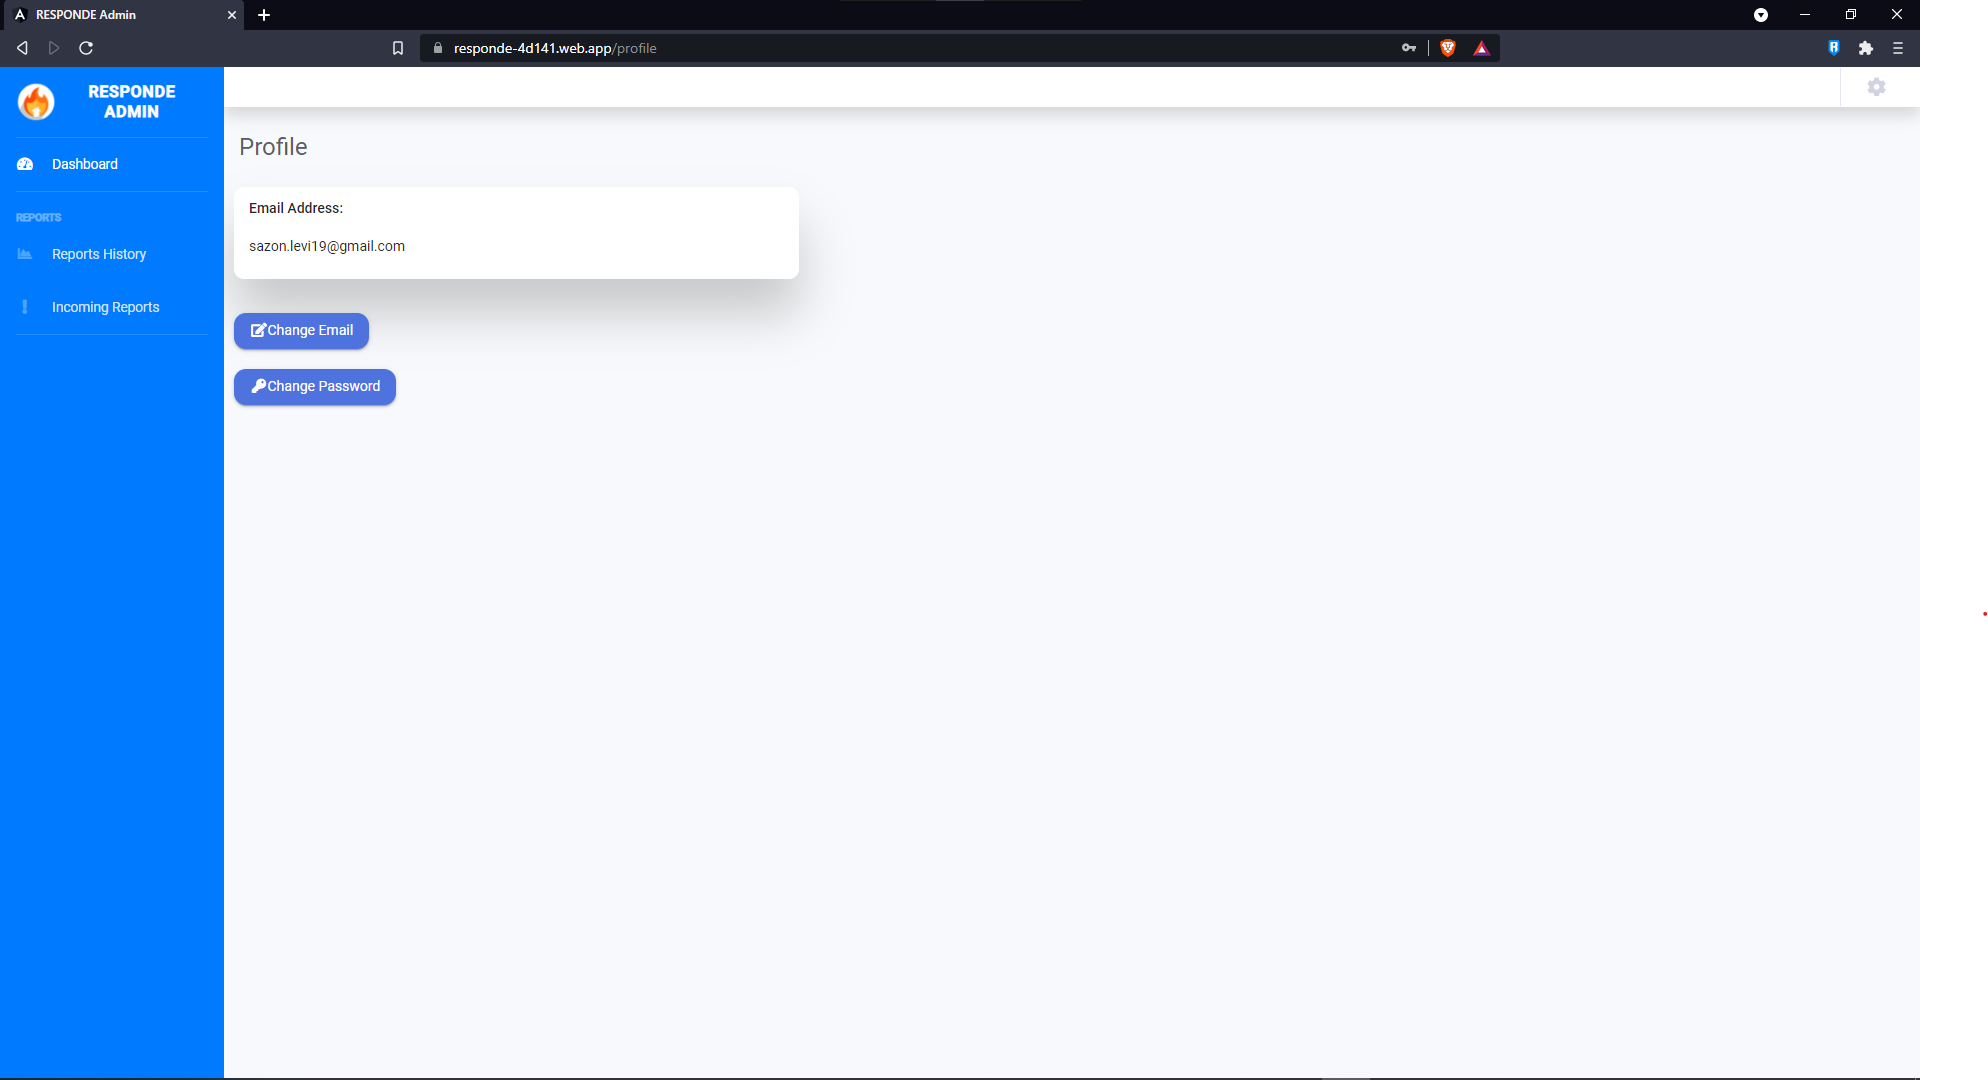 RESPONDE Admin
responde-4d141.web.app/profile
RESPONDE
ADMIN
Dashboard
REPORTS
Reports History
Incoming Reports
Profile
Email Address:
sazon.levi19@gmail.com
Change Email
Change Password